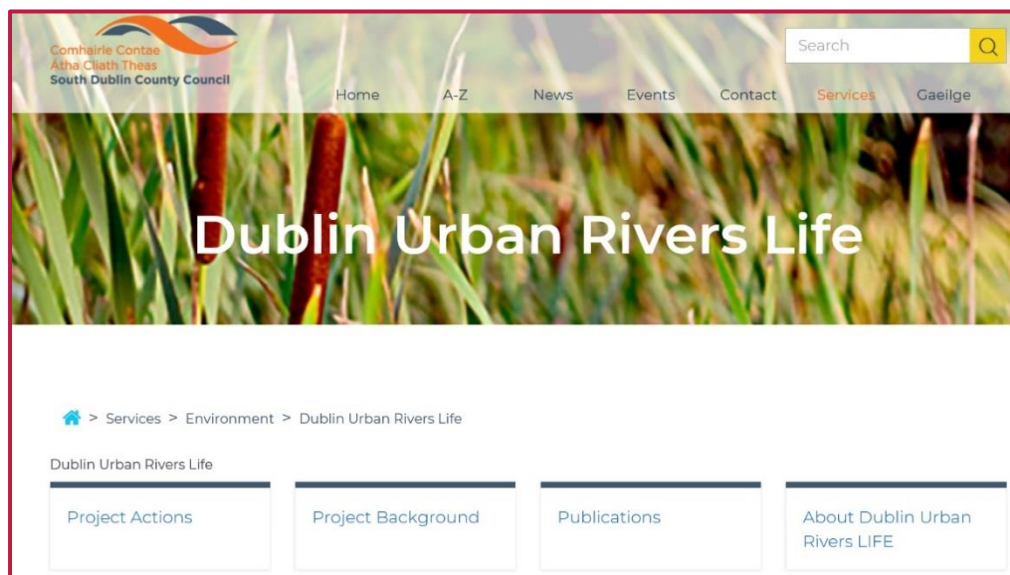 Comhairle Contae
Átha Cliath Theas
South Dublin County Council
Search
Home A-Z News Events Contact Services Gaeilge
Dublin Urban Rivers Life
> Services > Environment > Dublin Urban Rivers Life
Dublin Urban Rivers Life
Project Actions
Project Background
Publications
About Dublin Urban
Rivers LIFE